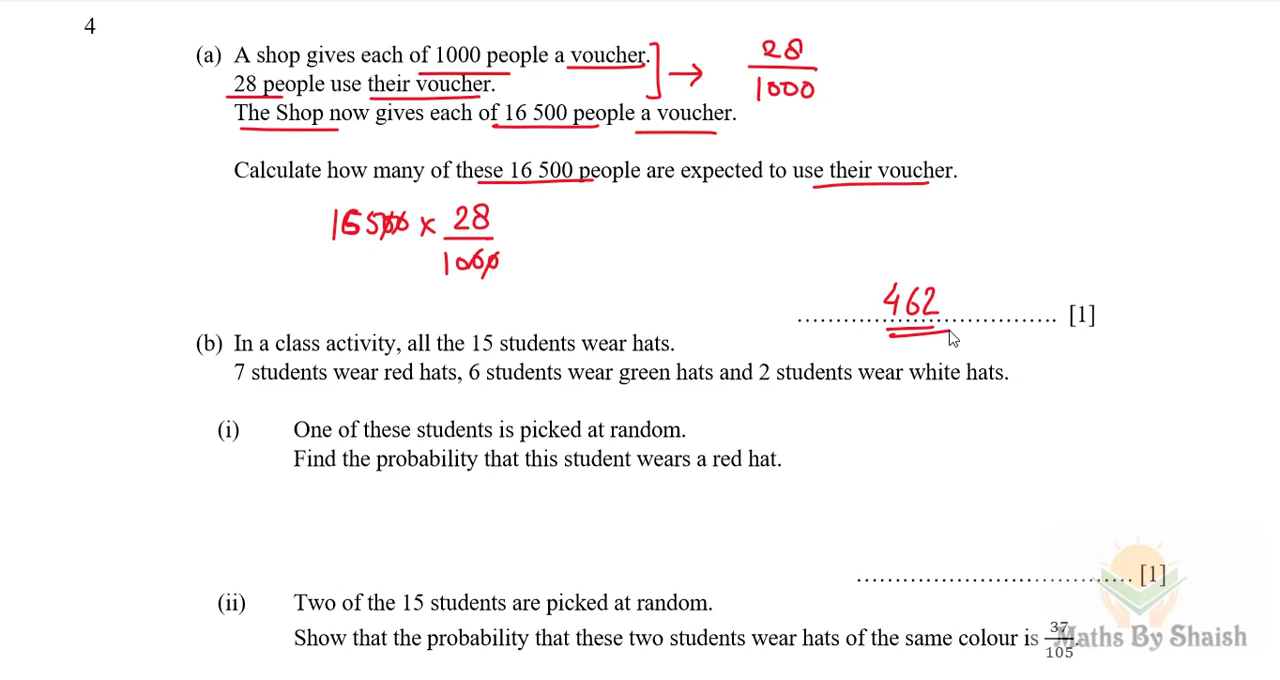 4
(a) A shop gives each of 1000 people a voucher.
28 people use their voucher.
→ 28/1000
The Shop now gives each of 16 500 people a voucher.
Calculate how many of these 16 500 people are expected to use their voucher.
16500 × 28/1000
462
[1]
(b) In a class activity, all the 15 students wear hats.
7 students wear red hats, 6 students wear green hats and 2 students wear white hats.
(i) One of these students is picked at random.
Find the probability that this student wears a red hat.
[1]
(ii) Two of the 15 students are picked at random.
Show that the probability that these two students wear hats of the same colour is 37/105
Maths By Shaish